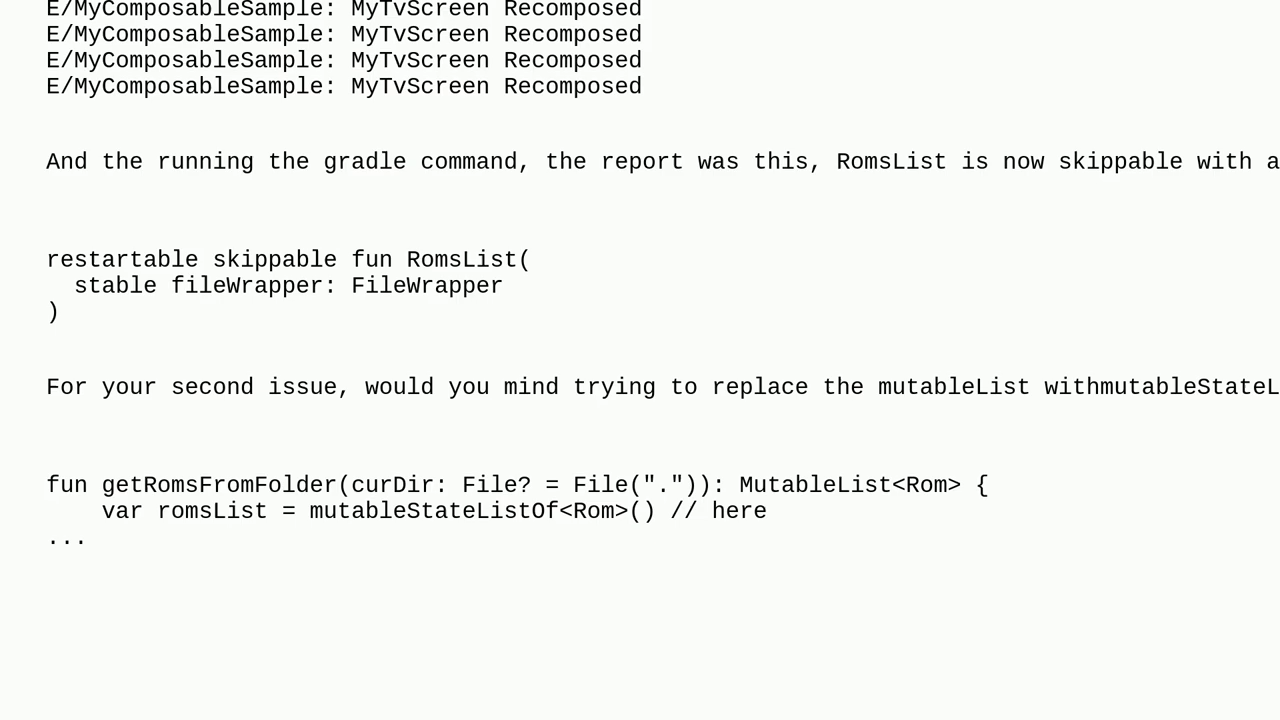 E/MyComposableSample: MyTvScreen Recomposed
E/MyComposableSample: MyTvScreen Recomposed
E/MyComposableSample: MyTvScreen Recomposed
E/MyComposableSample: MyTvScreen Recomposed
And the running the gradle command, the report was this, RomsList is now skippable with a
restartable skippable fun RomsList(
  stable fileWrapper: FileWrapper
)
For your second issue, would you mind trying to replace the mutableList withmutableStateL
fun getRomsFromFolder(curDir: File? = File(".")): MutableList<Rom> {
    var romsList = mutableStateListOf<Rom>() // here
...